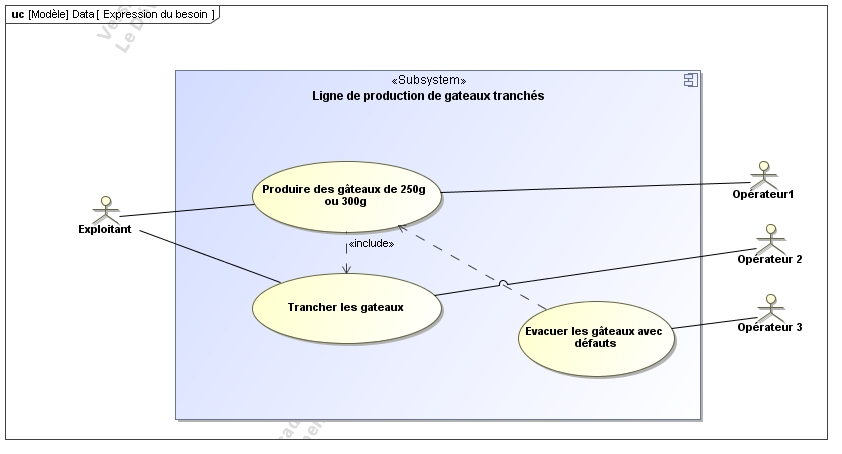 uc [Modèle] Data[ Expression du besoin ]
«Subsystem»
Ligne de production de gateaux tranchés
Produire des gâteaux de 250g
ou 300g
Opérateur1
Exploitant
«include»
Opérateur 2
Trancher les gateaux
Evacuer les gâteaux avec
défauts
Opérateur 3